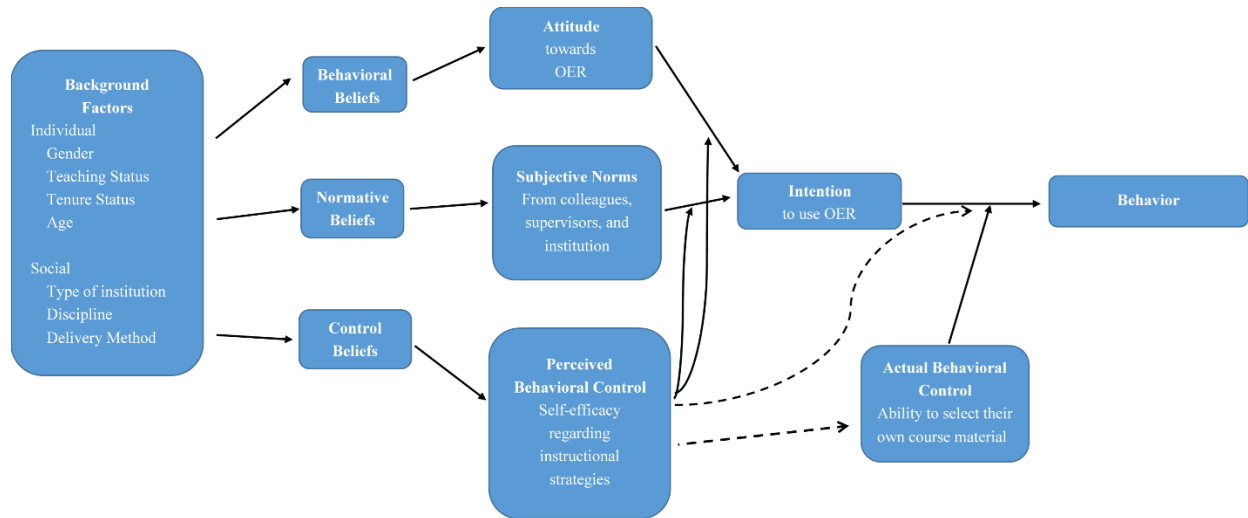 Background
Factors
Individual
Gender
Teaching Status
Tenure Status
Age
Social
Type of institution
Discipline
Delivery Method
Behavioral
Beliefs
Normative
Beliefs
Control
Beliefs
Attitude
towards
OER
Subjective Norms
From colleagues,
supervisors, and
institution
Perceived
Behavioral Control
Self-efficacy
regarding
instructional
strategies
Intention
to use OER
Actual Behavioral
Control
Ability to select their
own course material
Behavior